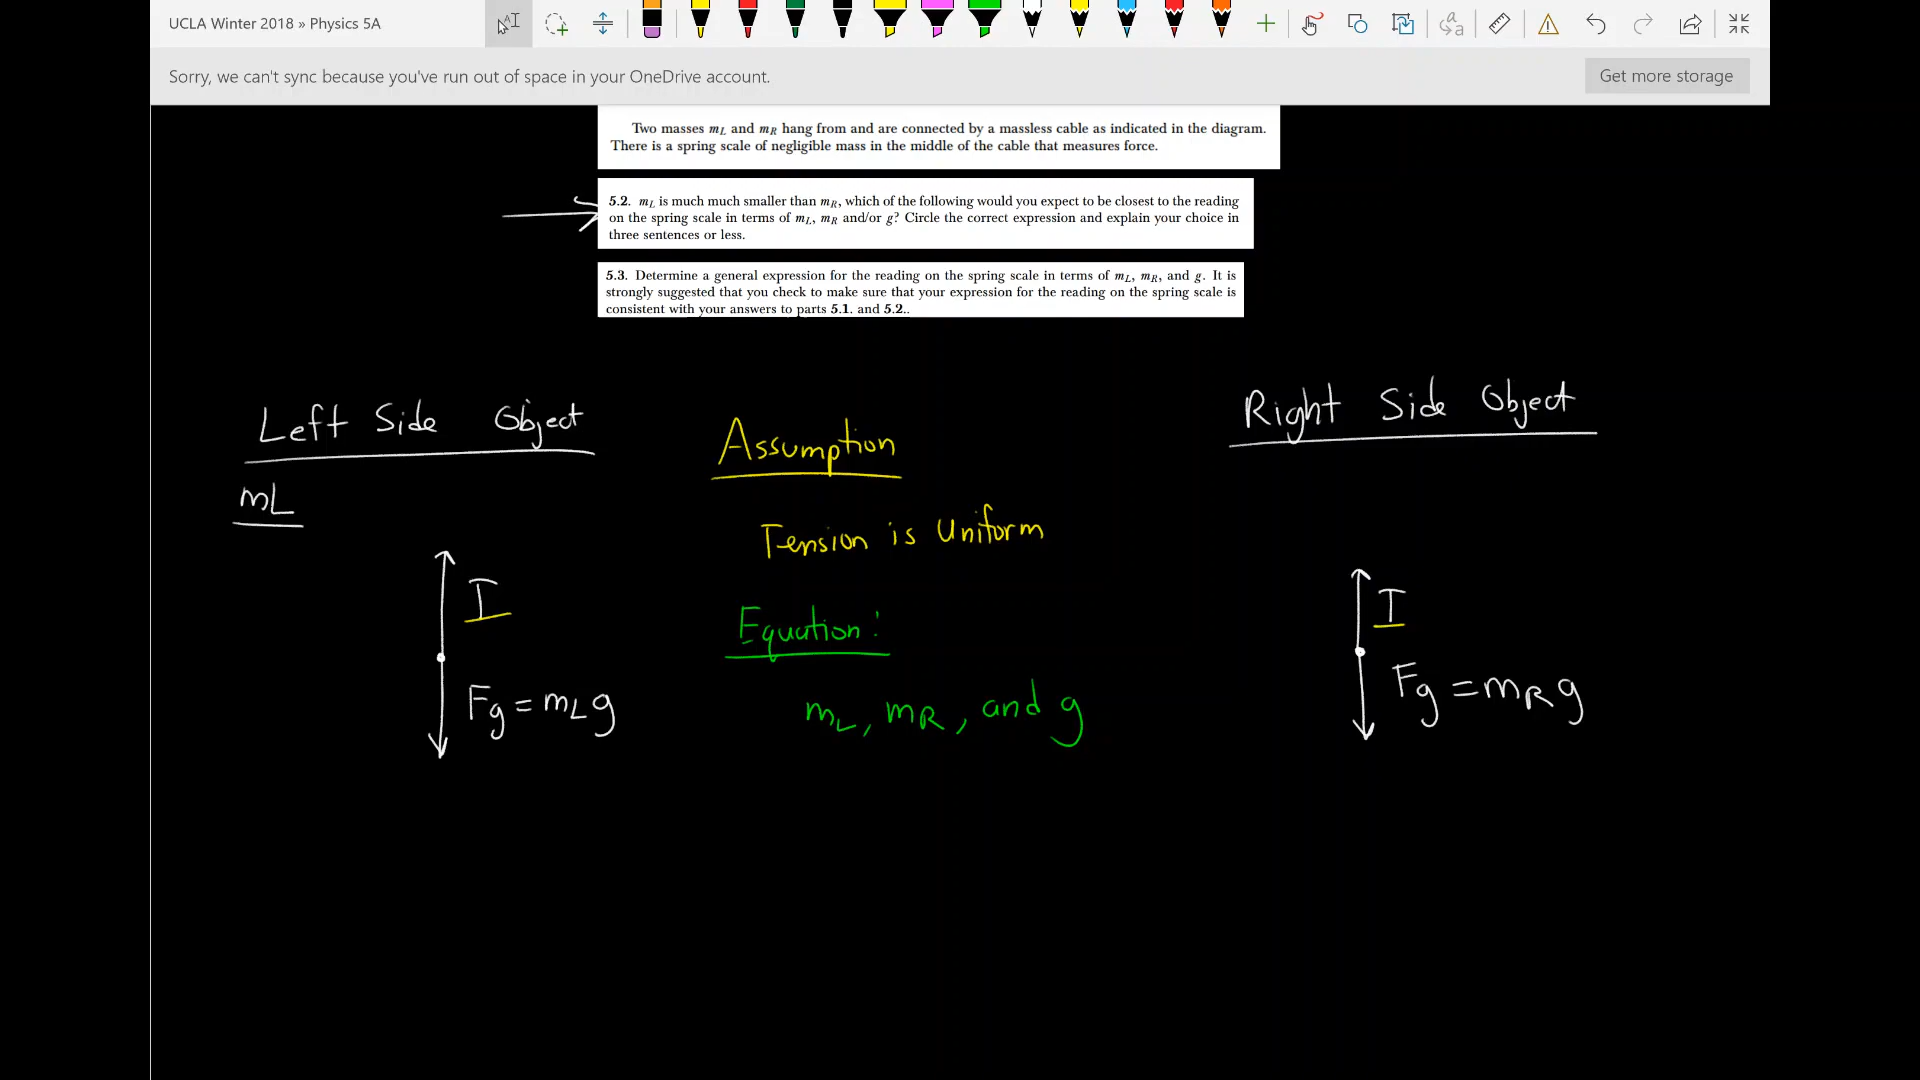 UCLA Winter 2018 » Physics 5A
Sorry, we can't sync because you've run out of space in your OneDrive account.
Get more storage
Two masses mL and mR hang from and are connected by a massless cable as indicated in the diagram.
There is a spring scale of negligible mass in the middle of the cable that measures force.
5.2. mL is much much smaller than mR, which of the following would you expect to be closest to the reading
on the spring scale in terms of mL, mR and/or g? Circle the correct expression and explain your choice in
three sentences or less.
5.3. Determine a general expression for the reading on the spring scale in terms of mL, mR, and g. It is
strongly suggested that you check to make sure that your expression for the reading on the spring scale is
consistent with your answers to parts 5.1. and 5.2..
Left Side Object
mL
T
Fg = mLg
Assumption
Tension is Uniform
Equation:
mL, mR, and g
Right Side Object
T
Fg = mRg